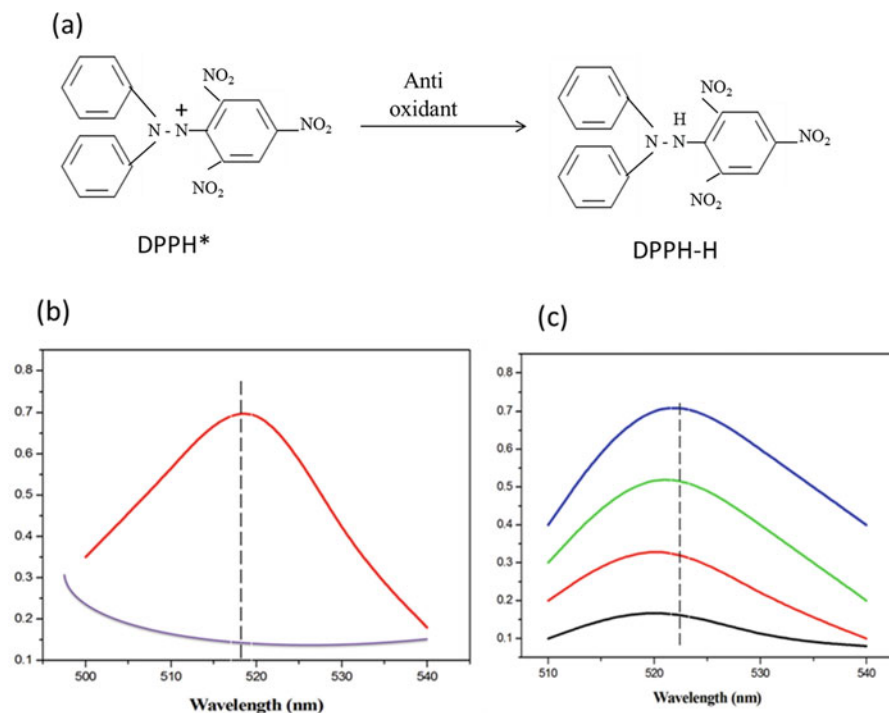 (a)
NO₂
Anti
oxidant
NO₂
+
H
N - N
NO₂
N - N
NO₂
NO₂
NO₂
DPPH*
DPPH-H
(b)
(c)
0.8
0.7
0.6
0.5
0.4
0.3
0.2
0.1
500
510
520
530
540
Wavelength (nm)
0.8
0.7
0.6
0.5
0.4
0.3
0.2
0.1
510
520
530
540
Wavelength (nm)